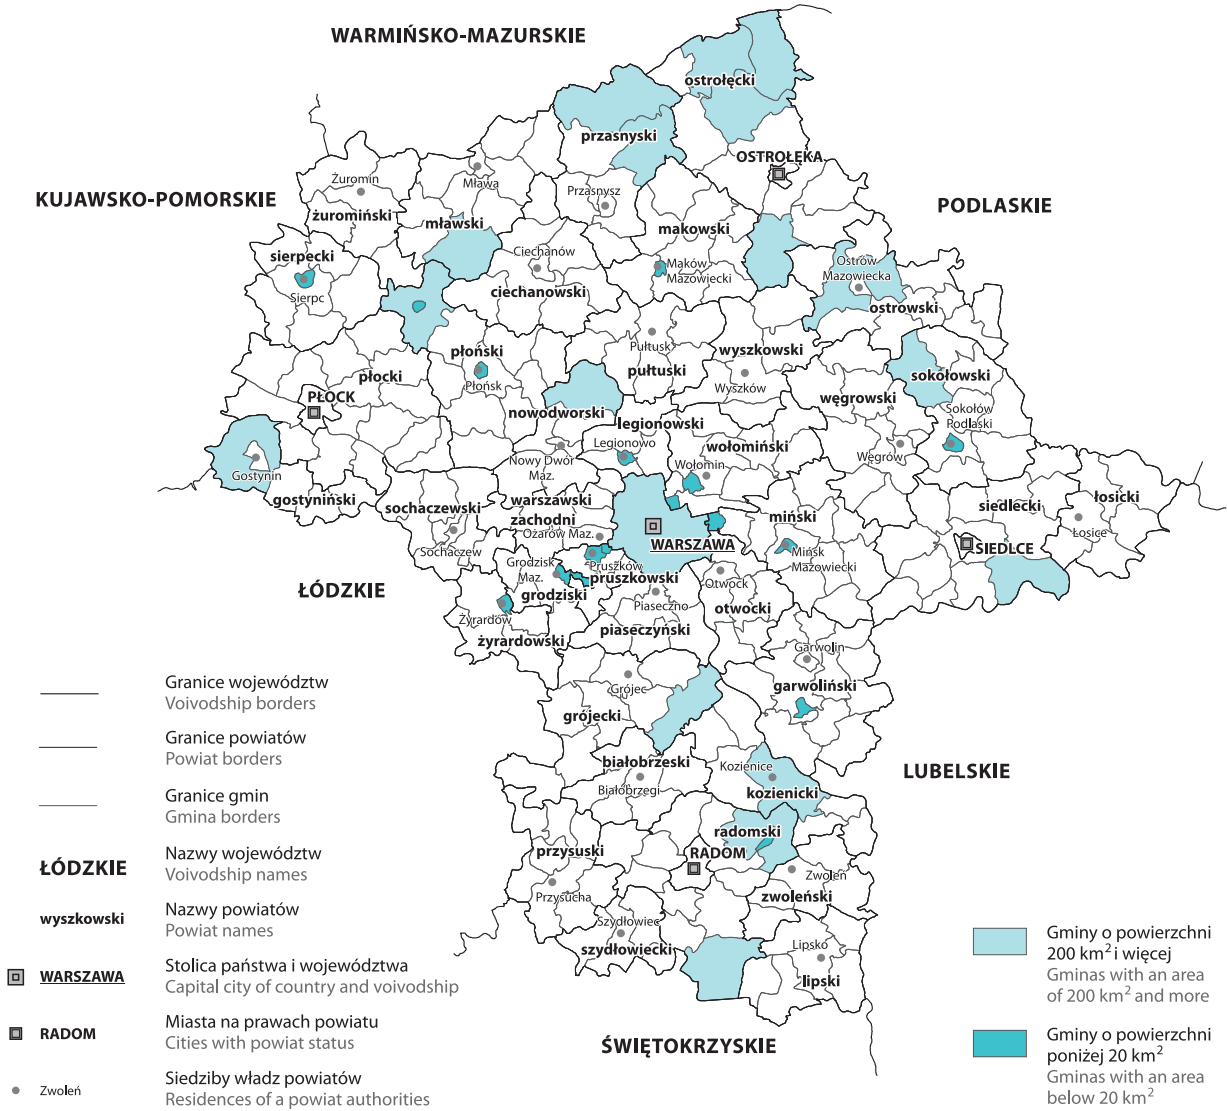 WARMIŃSKO-MAZURSKIE
ostrołęcki
przasnyski
OSTROŁĘKA
KUJAWSKO-POMORSKIE
Żuromin
Mława
Przasnysz
PODLASKIE
żuromiński
mławski
makowski
sierpecki
Ciechanów
Maków
Mazowiecki
Ostrów
Mazowiecka
Sierpc
ciechanowski
ostrowski
płoński
Pułtusk
wyszkowski
płocki
Płońsk
pułtuski
Wyszków
sokołowski
PŁOCK
nowodworski
legionowski
węgrowski
Sokołów
Podlaski
Legionowo
wołomiński
Węgrów
Gostynin
Nowy Dwór
Maz.
Wołomin
gostyniński
sochaczewski
warszawski
zachodni
miński
siedlecki
łosicki
Sochaczew
Ożarów Maz.
WARSZAWA
Mińsk
Mazowiecki
SIEDLCE
Łosice
ŁÓDZKIE
Grodzisk
Maz.
Pruszków
pruszkowski
Otwock
grodziski
Piaseczno
otwocki
Żyrardów
żyrardowski
piaseczyński
Garwolin
Grójec
garwoliński
grójecki
białobrzeski
Kozienice
LUBELSKIE
Białobrzegi
kozienicki
radomski
przysuski
RADOM
Przysucha
Zwoleń
zwoleński
Szydłowiec
szydłowiecki
Lipsko
lipski
ŚWIĘTOKRZYSKIE
Granice województw
Voivodship borders
Granice powiatów
Powiat borders
Granice gmin
Gmina borders
ŁÓDZKIE
Nazwy województw
Voivodship names
wyszkowski
Nazwy powiatów
Powiat names
WARSZAWA
Stolica państwa i województwa
Capital city of country and voivodship
RADOM
Miasta na prawach powiatu
Cities with powiat status
Zwoleń
Siedziby władz powiatów
Residences of a powiat authorities
Gminy o powierzchni
200 km² i więcej
Gminas with an area
of 200 km² and more
Gminy o powierzchni
poniżej 20 km²
Gminas with an area
below 20 km²